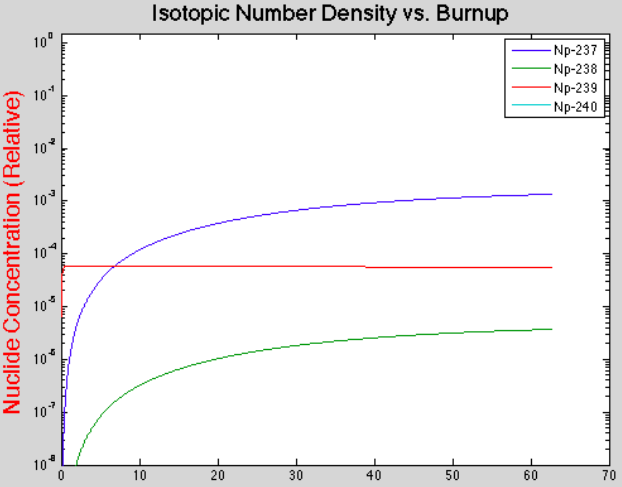 Isotopic Number Density vs. Burnup
Nuclide Concentration (Relative)
10^0
10^-1
10^-2
10^-3
10^-4
10^-5
10^-6
10^-7
10^-8
0 10 20 30 40 50 60 70
Np-237
Np-238
Np-239
Np-240